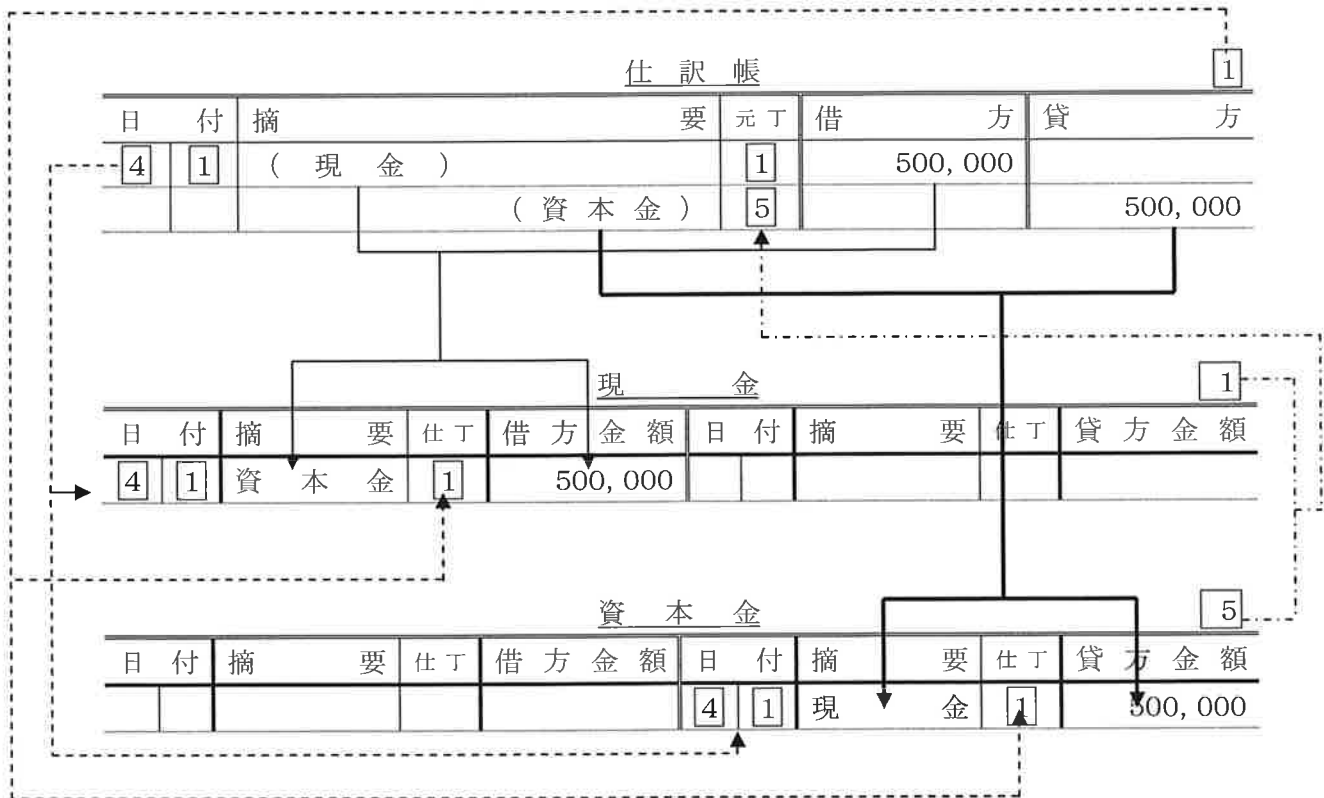 仕訳帳 1
日付 摘要 元丁 借方 貸方
4 1 (現金) 1 500,000
(資本金) 5 500,000
現金 1
日付 摘要 仕丁 借方金額 日付 摘要 仕丁 貸方金額
4 1 資本金 1 500,000
資本金 5
日付 摘要 仕丁 借方金額 日付 摘要 仕丁 貸方金額
4 1 現金 1 500,000